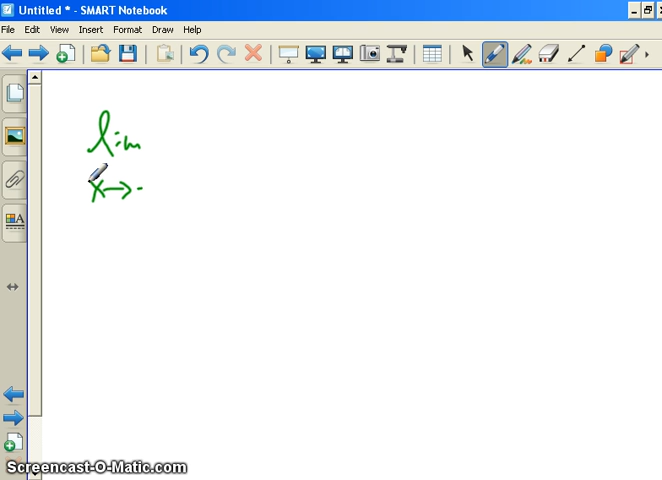 Untitled * - SMART Notebook
File Edit View Insert Format Draw Help
lim
x→-
Screencast-O-Matic.com